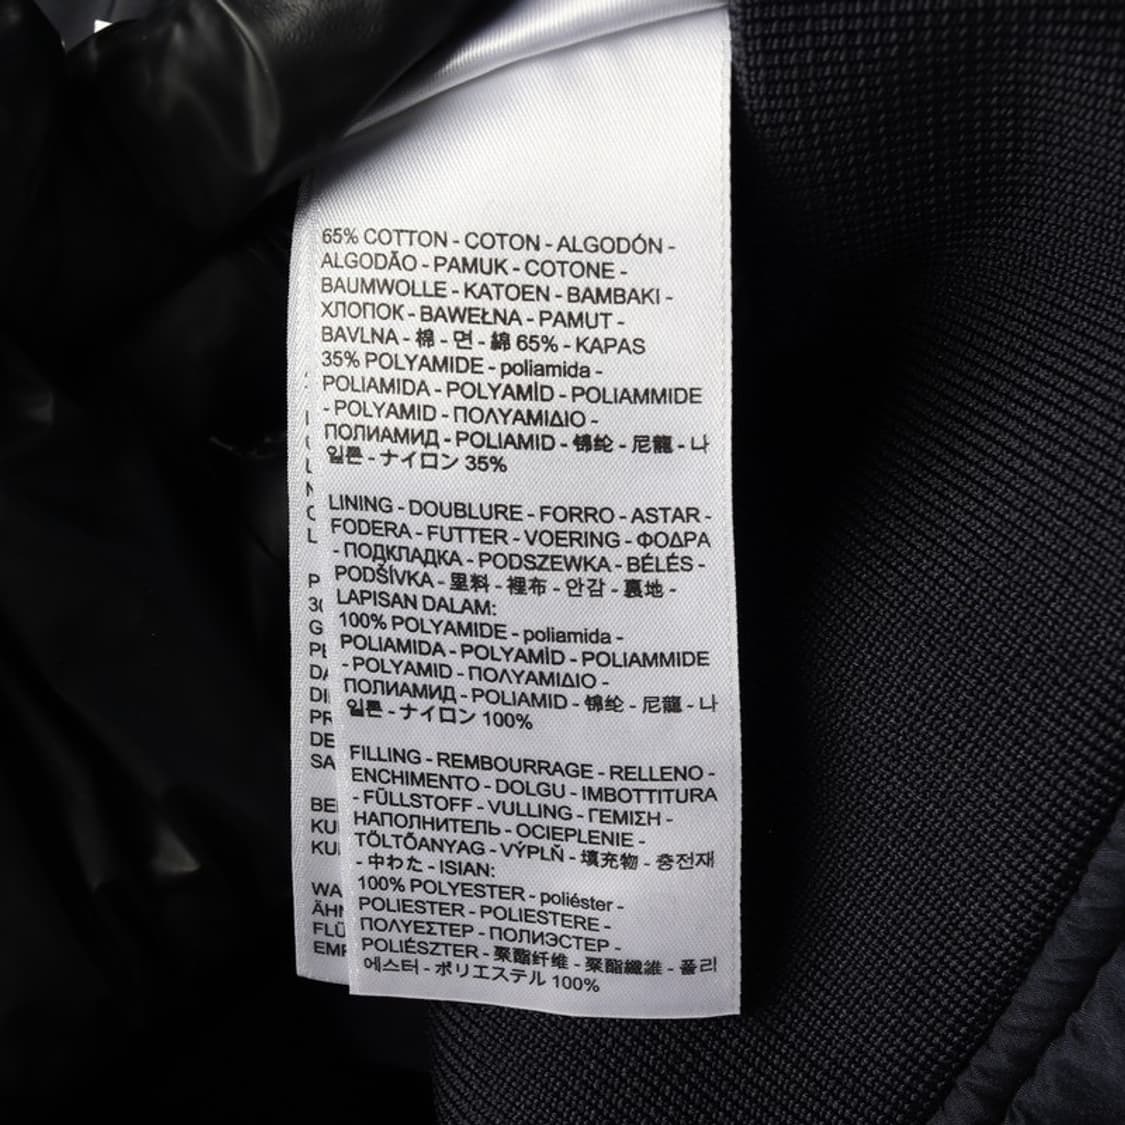 65% COTTON - COTON - ALGODÓN -
ALGODÃO - PAMUK - COTONE -
BAUMWOLLE - KATOEN - BAMBAKI -
ХЛОПОК - BAWEŁNA - PAMUT -
BAVLNA - 棉 - 면 - 綿 65% - KAPAS
35% POLYAMIDE - poliamida -
POLIAMIDA - POLYAMİD - POLIAMMIDE
- POLYAMID - ΠΟΛΥΑΜΙΔΙΟ -
ПОЛИАМИД - POLIAMID - 锦纶 - 尼龍 - 나
일론 - ナイロン 35%
LINING - DOUBLURE - FORRO - ASTAR -
FODERA - FUTTER - VOERING - ΦΟΔΡΑ
- ПОДКЛАДКА - PODSZEWKA - BÉLÉS -
PODŠÍVKA - 里料 - 裡布 - 안감 - 裏地 -
LAPISAN DALAM:
100% POLYAMIDE - poliamida -
POLIAMIDA - POLYAMİD - POLIAMMIDE
- POLYAMID - ΠΟΛΥΑΜΙΔΙΟ -
ПОЛИАМИД - POLIAMID - 锦纶 - 尼龍 - 나
일론 - ナイロン 100%
FILLING - REMBOURRAGE - RELLENO -
ENCHIMENTO - DOLGU - IMBOTTITURA
- FÜLLSTOFF - VULLING - ΓΕΜΙΣΗ -
НАПОЛНИТЕЛЬ - OCIEPLENIE -
TÖLTŐANYAG - VÝPLŇ - 填充物 - 충전재
- 中わた - ISIAN:
100% POLYESTER - poliéster -
POLIESTER - POLIESTERE -
ΠΟΛΥΕΣΤΕΡ - ПОЛИЭСТЕР -
POLIÉSZTER - 聚酯纤维 - 聚酯纖維 - 폴리
에스터 - ポリエステル 100%